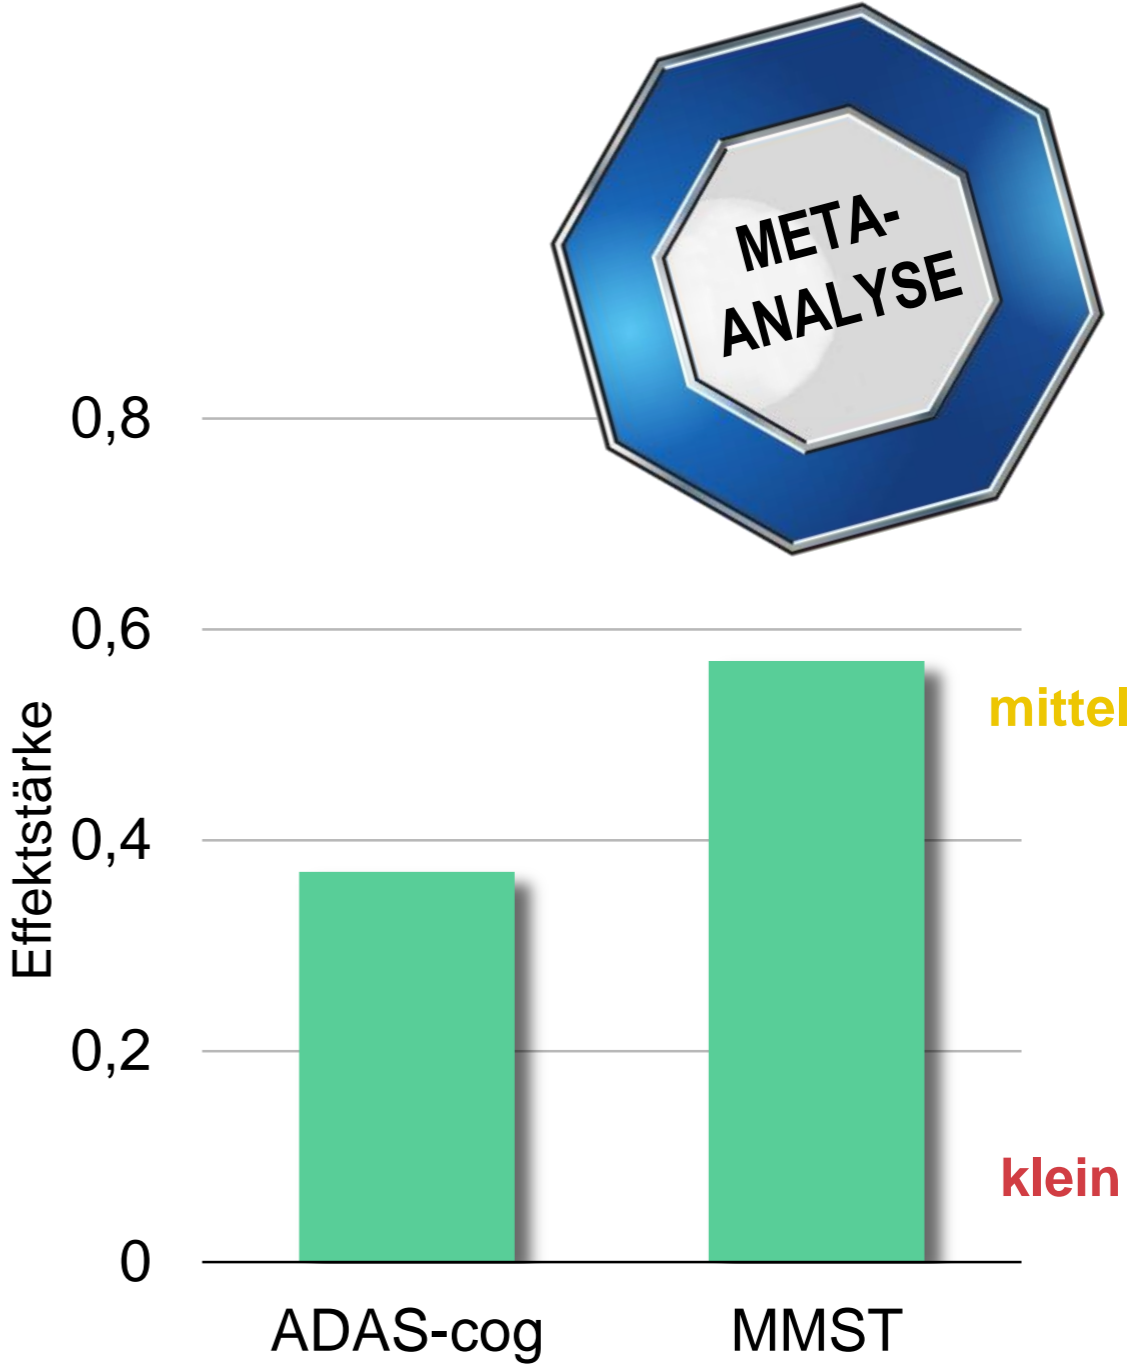 META-
ANALYSE
0,8
0,6
mittel
Effektstärke
0,4
0,2
klein
0
ADAS-cog
MMST